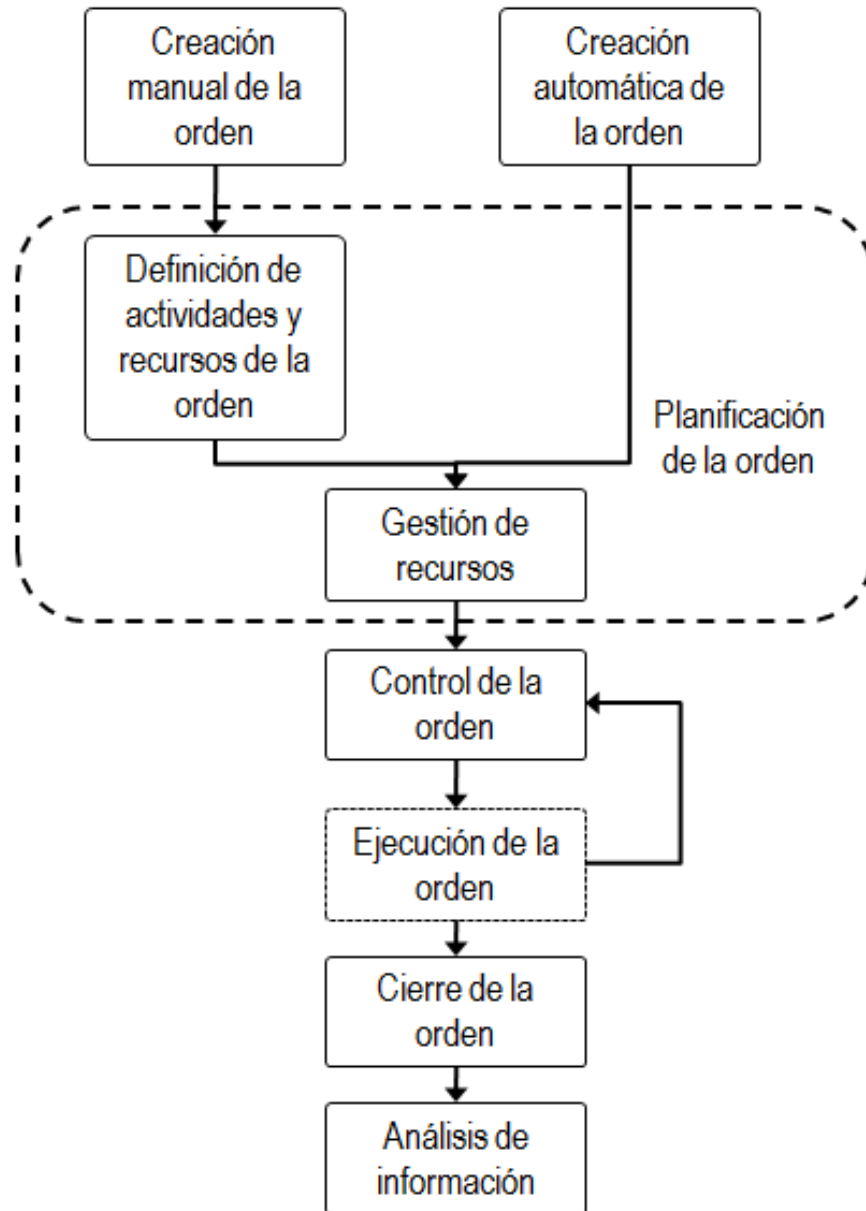 Creación
manual de la
orden
Creación
automática de
la orden
Definición de
actividades y
recursos de la
orden
Planificación
de la orden
Gestión de
recursos
Control de la
orden
Ejecución de la
orden
Cierre de la
orden
Análisis de
información